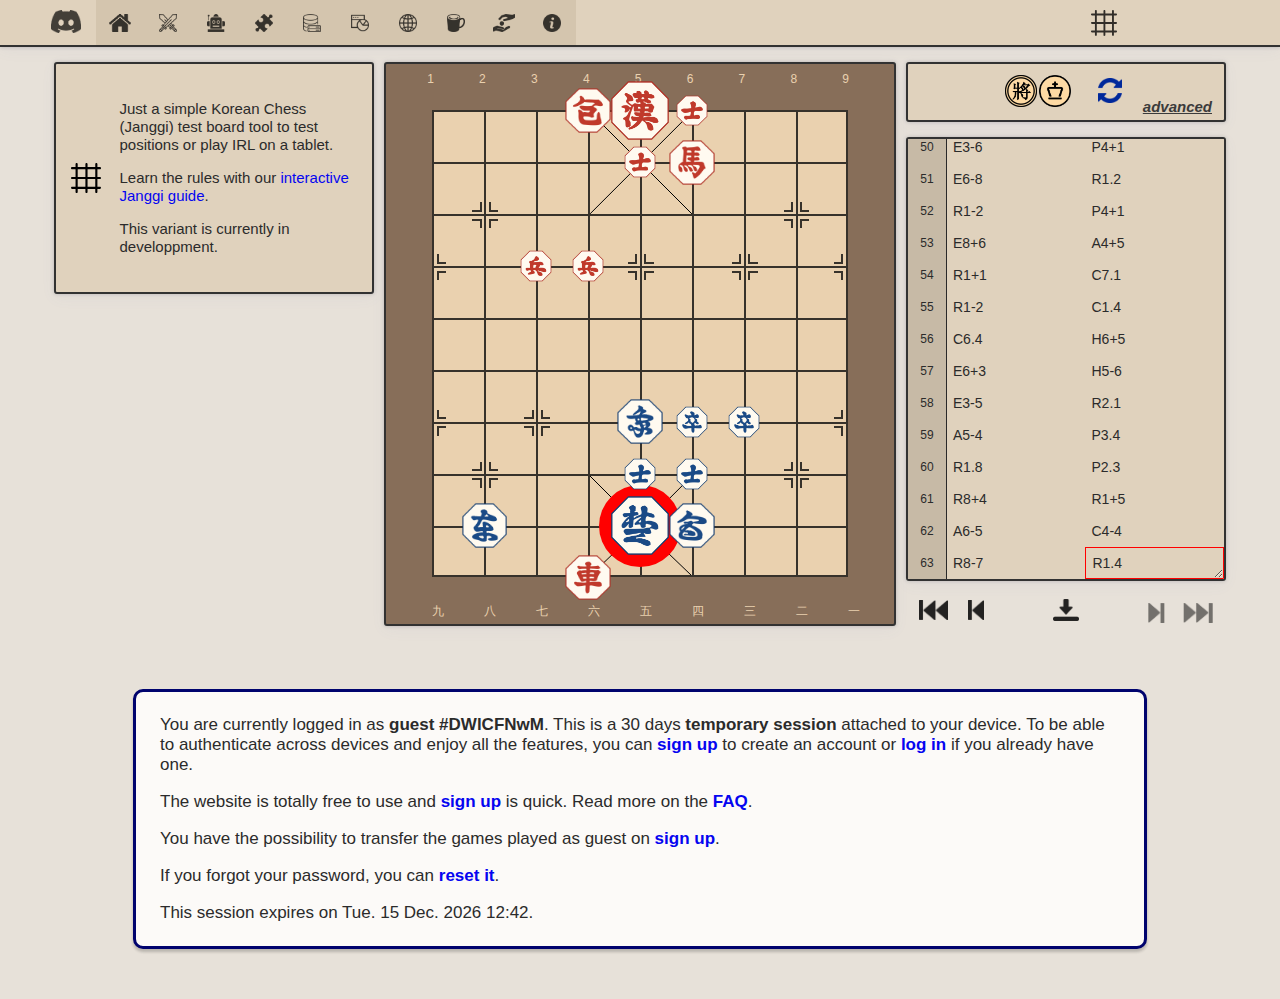 Just a simple Korean Chess
(Janggi) test board tool to test
positions or play IRL on a tablet.
Learn the rules with our interactive
Janggi guide.
This variant is currently in
developpment.
1 2 3 4 5 6 7 8 9
包 漢 士
士 馬
兵 兵
象 卒 卒
士 士
車 楚 包
車
九 八 七 六 五 四 三 二 一
將
advanced
50 E3-6 P4+1
51 E6-8 R1.2
52 R1-2 P4+1
53 E8+6 A4+5
54 R1+1 C7.1
55 R1-2 C1.4
56 C6.4 H6+5
57 E6+3 H5-6
58 E3-5 R2.1
59 A5-4 P3.4
60 R1.8 P2.3
61 R8+4 R1+5
62 A6-5 C4-4
63 R8-7 R1.4
You are currently logged in as guest #DWlCFNwM. This is a 30 days temporary session attached to your device. To be able
to authenticate across devices and enjoy all the features, you can sign up to create an account or log in if you already have
one.
The website is totally free to use and sign up is quick. Read more on the FAQ.
You have the possibility to transfer the games played as guest on sign up.
If you forgot your password, you can reset it.
This session expires on Tue. 15 Dec. 2026 12:42.